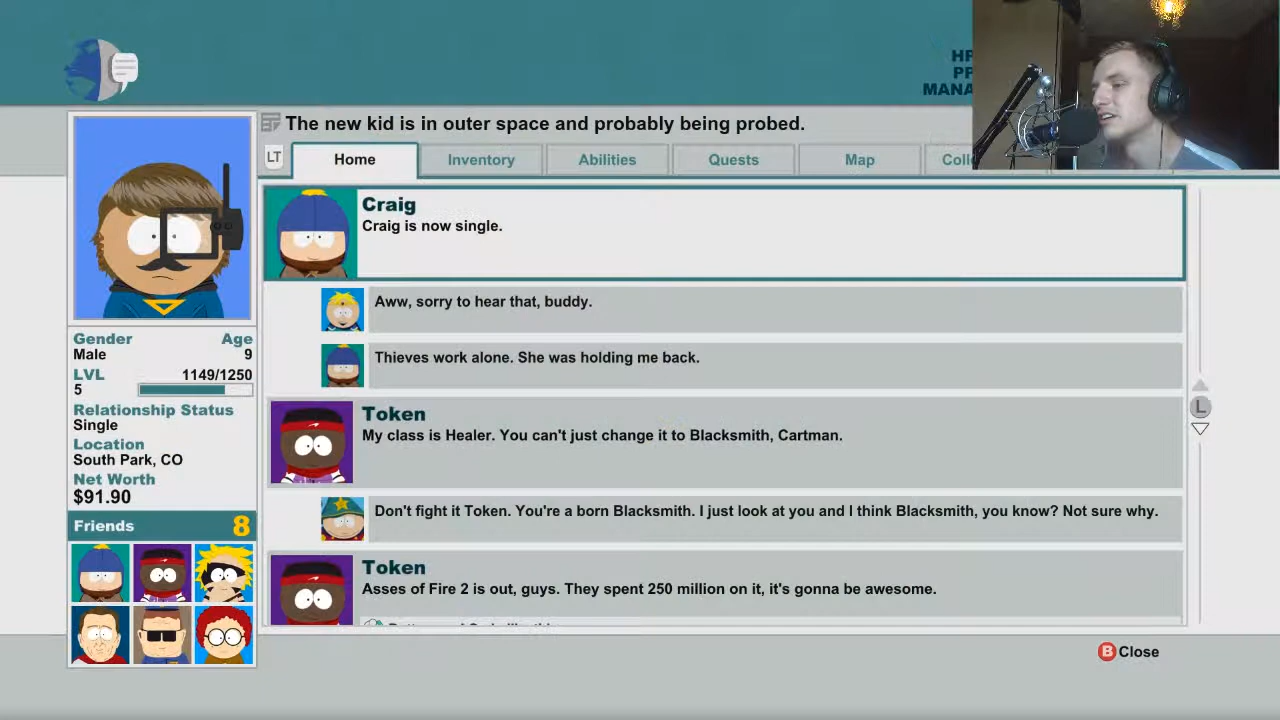 HP
PP
MANA
The new kid is in outer space and probably being probed.
LT
Home
Inventory
Abilities
Quests
Map
Gender
Age
Male
9
LVL
1149/1250
5
Relationship Status
Single
Location
South Park, CO
Net Worth
$91.90
Friends
8
Craig
Craig is now single.
Aww, sorry to hear that, buddy.
Thieves work alone. She was holding me back.
Token
My class is Healer. You can't just change it to Blacksmith, Cartman.
Don't fight it Token. You're a born Blacksmith. I just look at you and I think Blacksmith, you know? Not sure why.
Token
Asses of Fire 2 is out, guys. They spent 250 million on it, it's gonna be awesome.
L
B Close